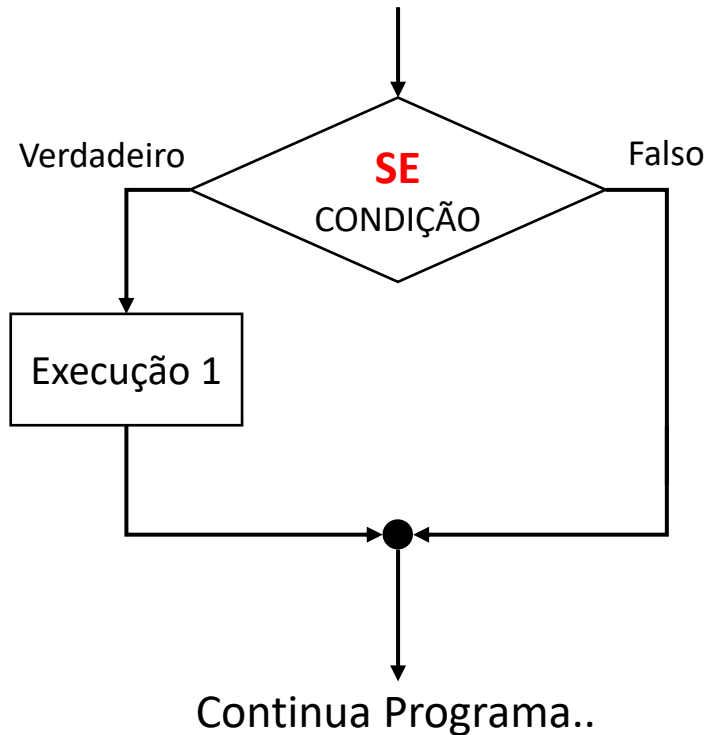 Verdadeiro
SE
Falso
CONDIÇÃO
Execução 1
Continua Programa..